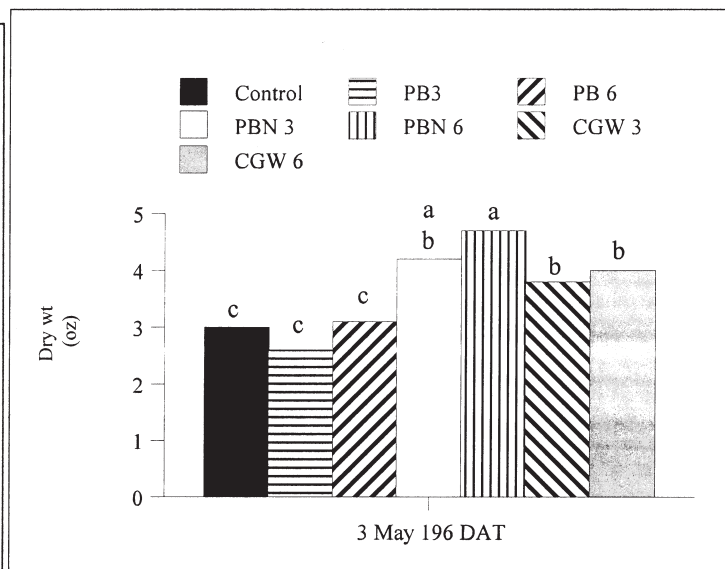 Control PB3 PB 6
PBN 3 PBN 6 CGW 3
CGW 6
a a
b
b b
c c c
5
4
3
2
1
0
Dry wt
(oz)
3 May 196 DAT